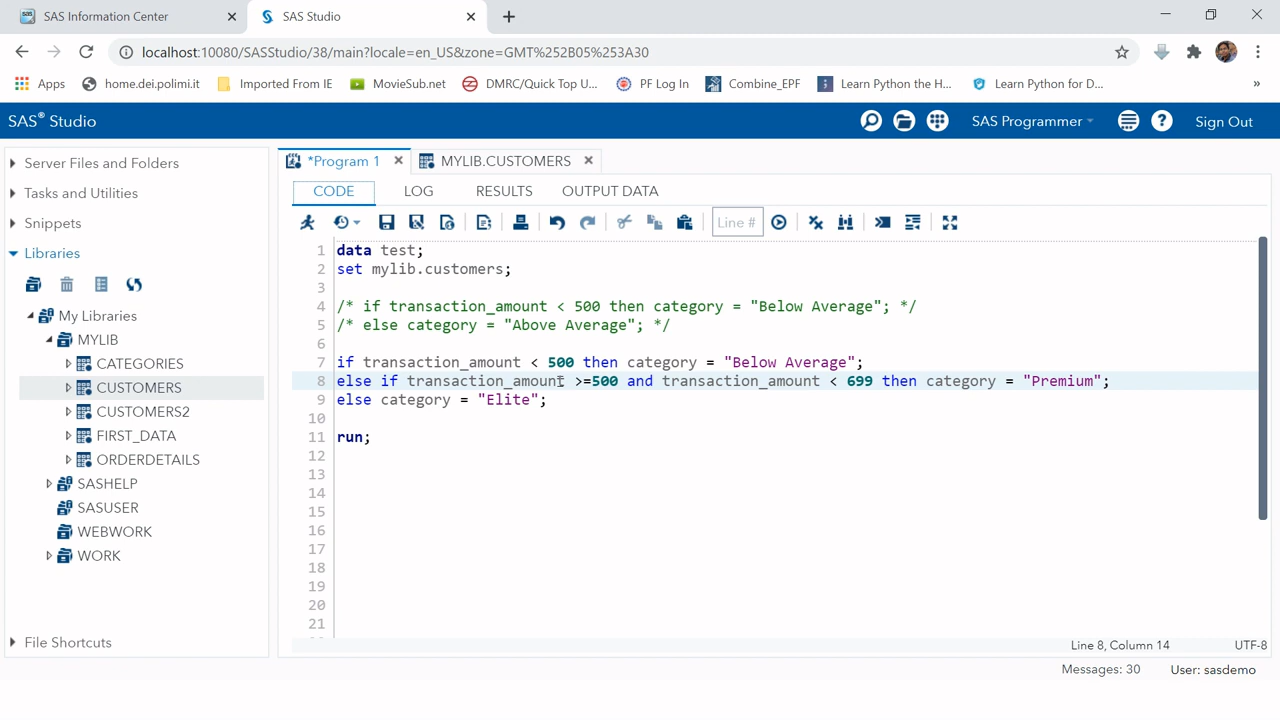 SAS Information Center
SAS Studio
localhost:10080/SASStudio/38/main?locale=en_US&zone=GMT%252B05%253A30
Apps home.dei.polimi.it Imported From IE MovieSub.net DMRC/Quick Top U... PF Log In Combine_EPF Learn Python the H... Learn Python for D... »
SAS® Studio
SAS Programmer
Sign Out
Server Files and Folders
Tasks and Utilities
Snippets
Libraries
My Libraries
MYLIB
CATEGORIES
CUSTOMERS
CUSTOMERS2
FIRST_DATA
ORDERDETAILS
SASHELP
SASUSER
WEBWORK
WORK
File Shortcuts
*Program 1
MYLIB.CUSTOMERS
CODE LOG RESULTS OUTPUT DATA
Line #
1 data test;
2 set mylib.customers;
3
4 /* if transaction_amount < 500 then category = "Below Average"; */
5 /* else category = "Above Average"; */
6
7 if transaction_amount < 500 then category = "Below Average";
8 else if transaction_amount >=500 and transaction_amount < 699 then category = "Premium";
9 else category = "Elite";
10
11 run;
12
13
14
15
16
17
18
19
20
21
Line 8, Column 14 UTF-8
Messages: 30 User: sasdemo